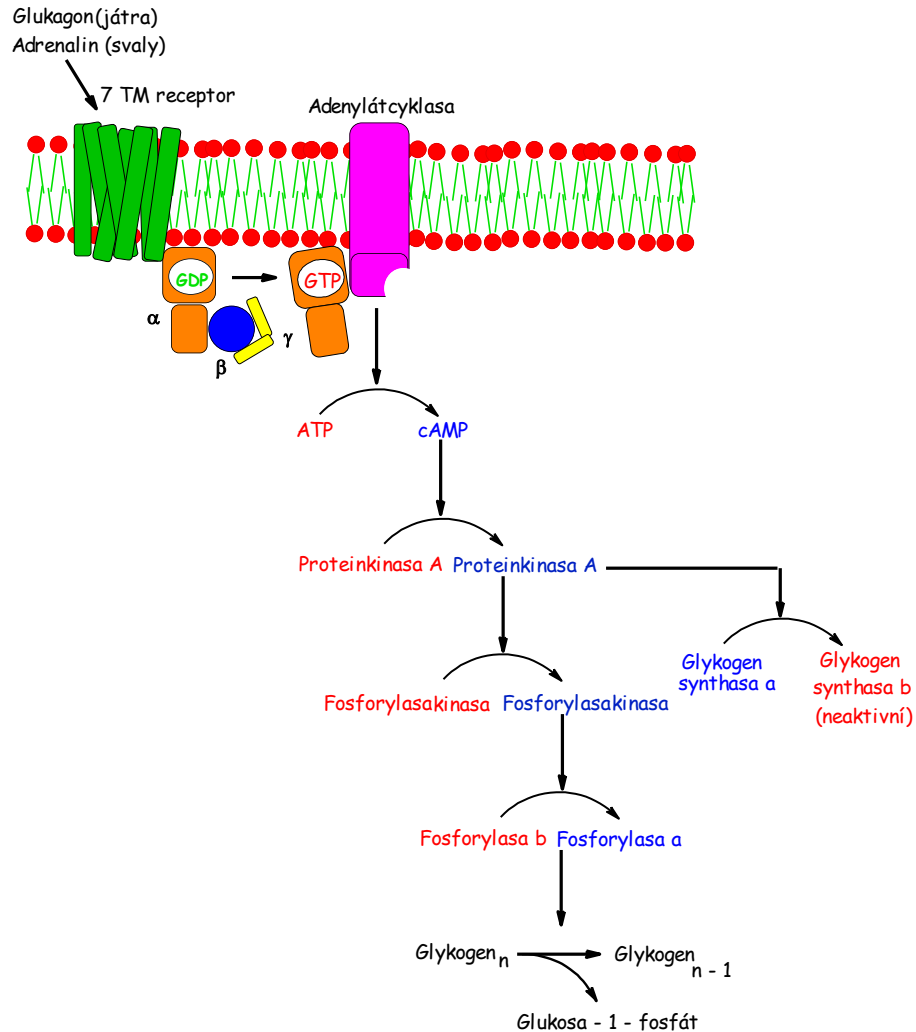 Glukagon(játra)
Adrenalin (svaly)
7 TM receptor
Adenylátcyklasa
GDP
GTP
α
β
γ
ATP
cAMP
Proteinkinasa A
Proteinkinasa A
Glykogen
synthasa a
Glykogen
synthasa b
(neaktivní)
Fosforylasakinasa
Fosforylasakinasa
Fosforylasa b
Fosforylasa a
Glykogen n
Glykogen n - 1
Glukosa - 1 - fosfát